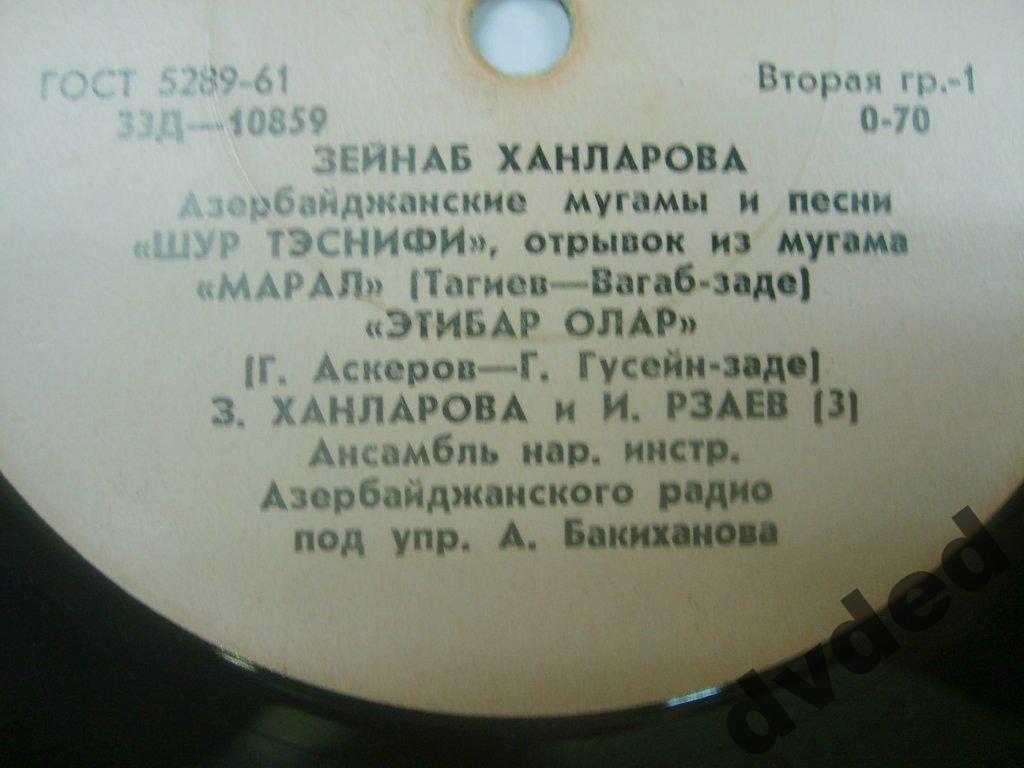 ГОСТ 5289-61 Вторая гр.-1
33Д—10859 0-70
ЗЕЙНАБ ХАНЛАРОВА
Азербайджанские мугамы и песни
«ШУР ТЭСНИФИ», отрывок из мугама
«МАРАЛ» (Тагиев—Вагаб-заде)
«ЭТИБАР ОЛАР»
(Г. Аскеров—Г. Гусейн-заде)
З. ХАНЛАРОВА и И. РЗАЕВ (3)
Ансамбль нар. инстр.
Азербайджанского радио
под упр. А. Бакиханова
dvded